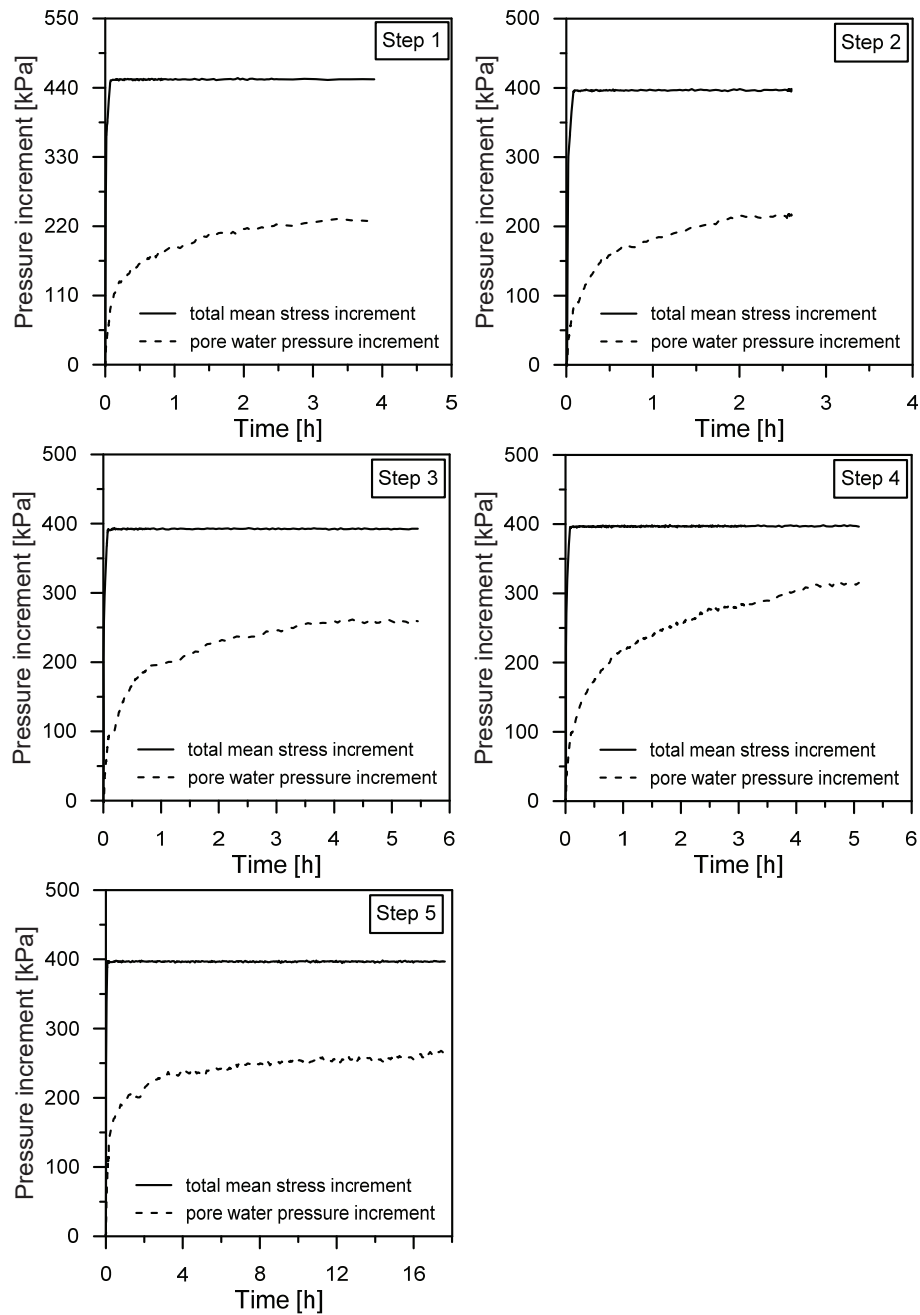 550
440
330
220
110
0
Pressure increment [kPa]
Step 1
total mean stress increment
pore water pressure increment
0 1 2 3 4 5
Time [h]
500
400
300
200
100
0
Pressure increment [kPa]
Step 2
total mean stress increment
pore water pressure increment
0 1 2 3 4
Time [h]
500
400
300
200
100
0
Pressure increment [kPa]
Step 3
total mean stress increment
pore water pressure increment
0 1 2 3 4 5 6
Time [h]
500
400
300
200
100
0
Pressure increment [kPa]
Step 4
total mean stress increment
pore water pressure increment
0 1 2 3 4 5 6
Time [h]
500
400
300
200
100
0
Pressure increment [kPa]
Step 5
total mean stress increment
pore water pressure increment
0 4 8 12 16
Time [h]